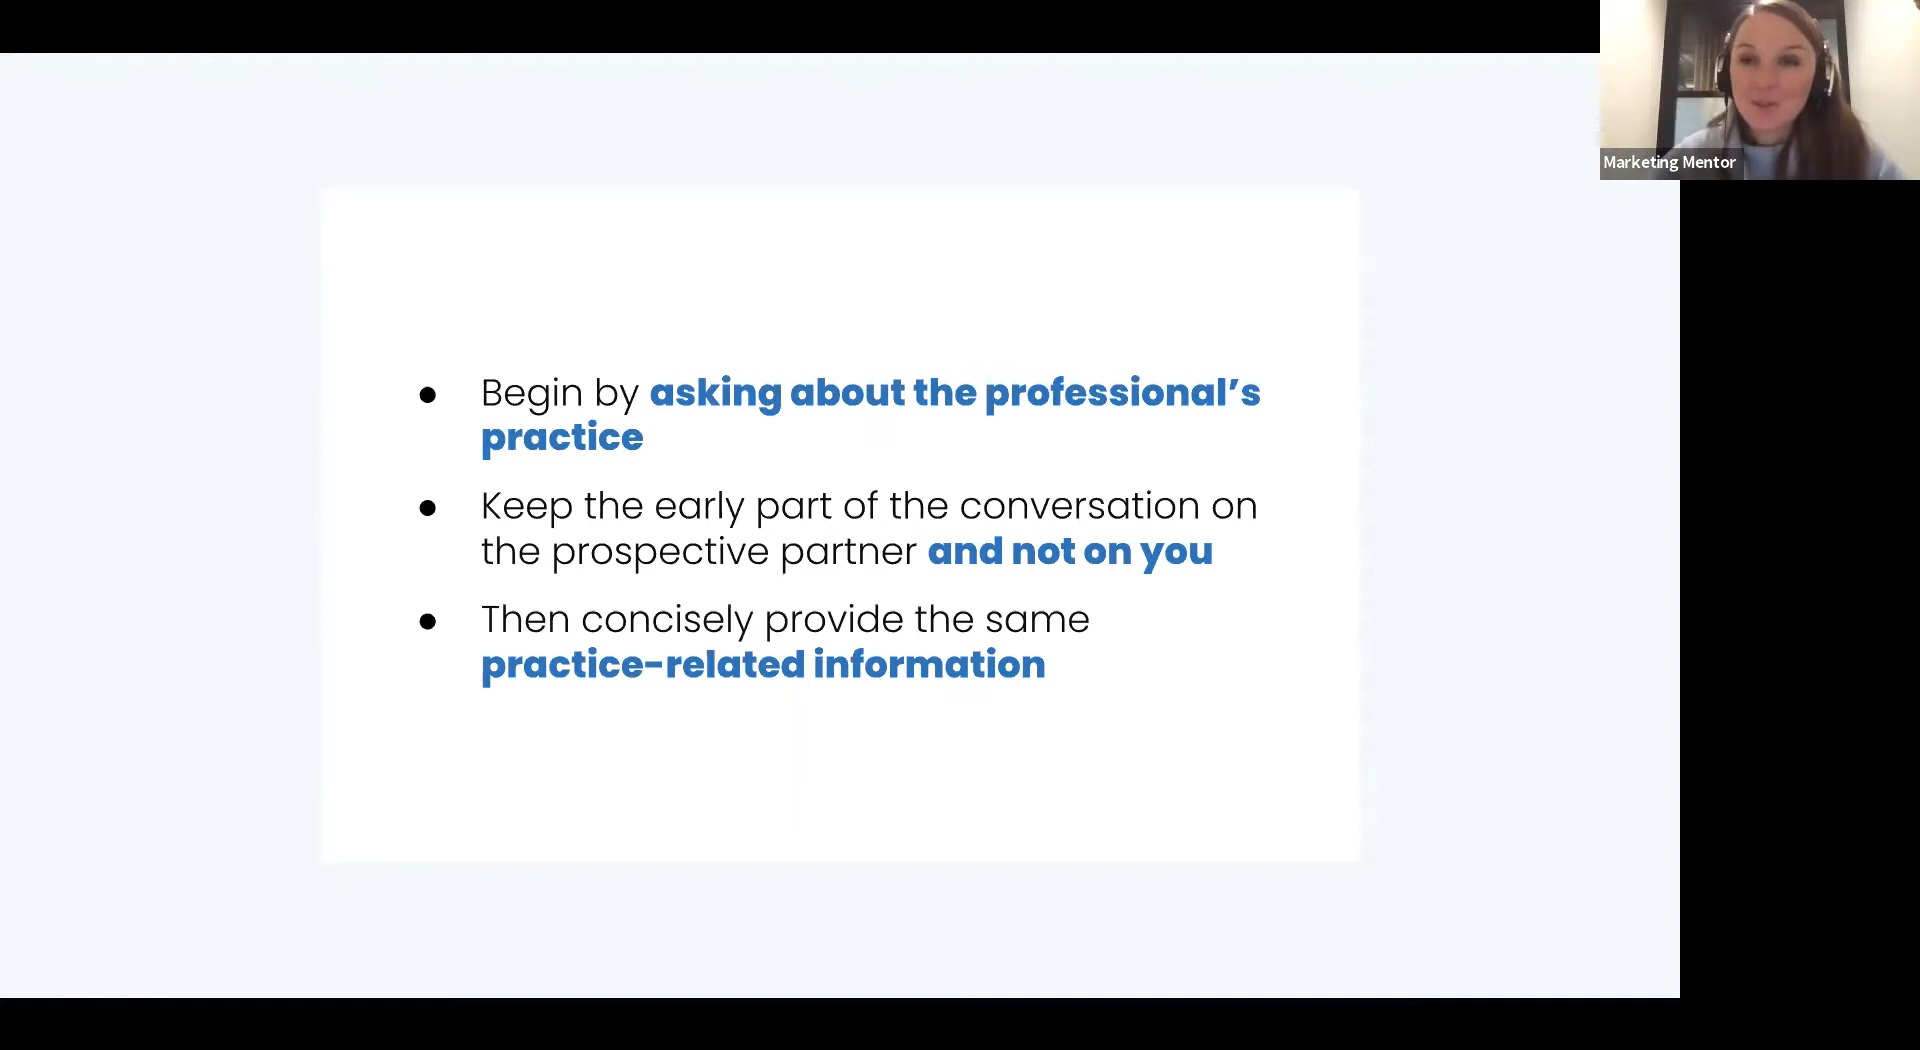 Marketing Mentor
● Begin by asking about the professional’s
practice
● Keep the early part of the conversation on
the prospective partner and not on you
● Then concisely provide the same
practice-related information